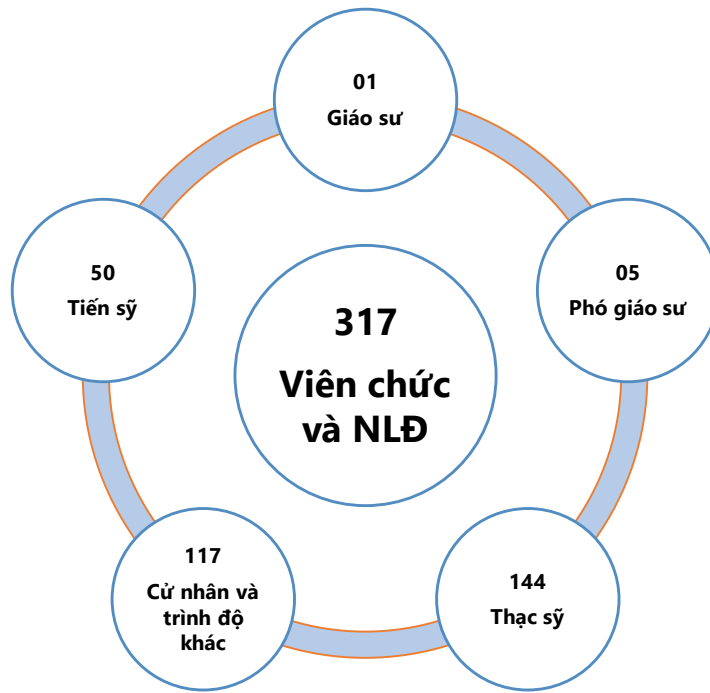 01
Giáo sư
50
Tiến sỹ
05
Phó giáo sư
317
Viên chức
và NLĐ
117
Cử nhân và
trình độ
khác
144
Thạc sỹ